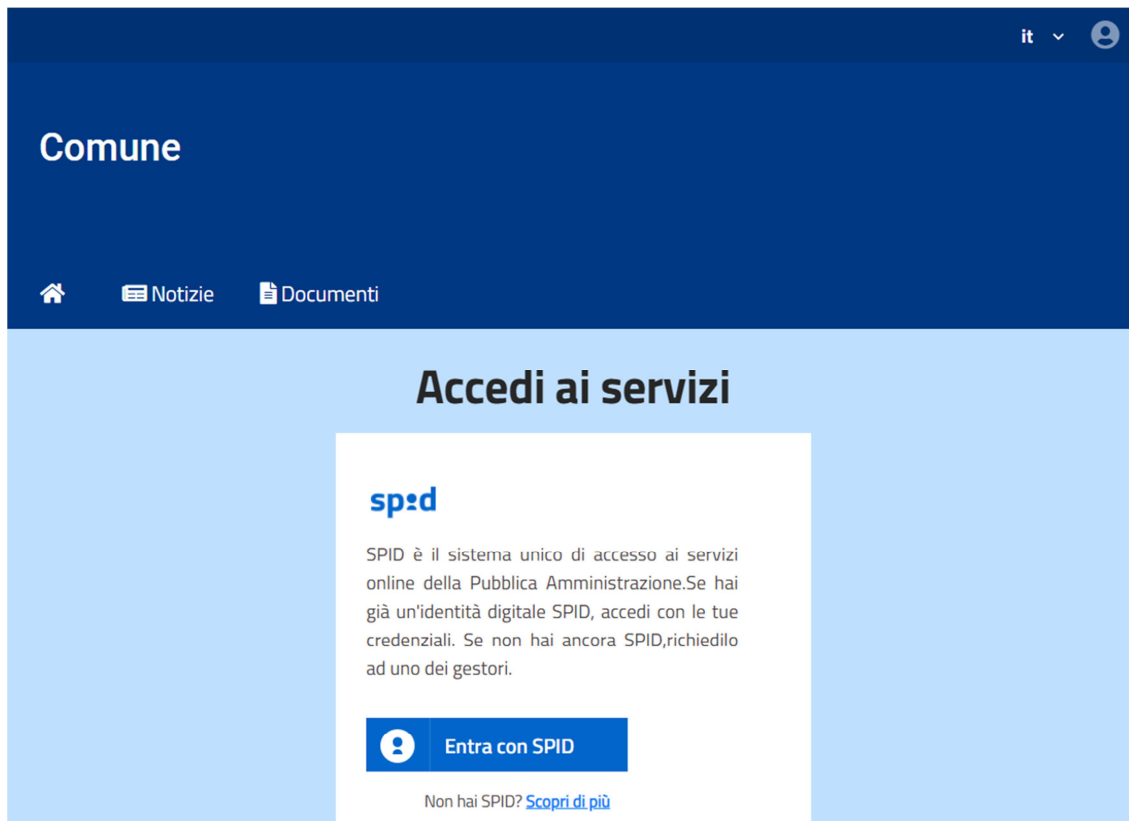 it
Comune
Notizie Documenti
Accedi ai servizi
spid
SPID è il sistema unico di accesso ai servizi
online della Pubblica Amministrazione.Se hai
già un'identità digitale SPID, accedi con le tue
credenziali. Se non hai ancora SPID,richiedilo
ad uno dei gestori.
Entra con SPID
Non hai SPID? Scopri di più